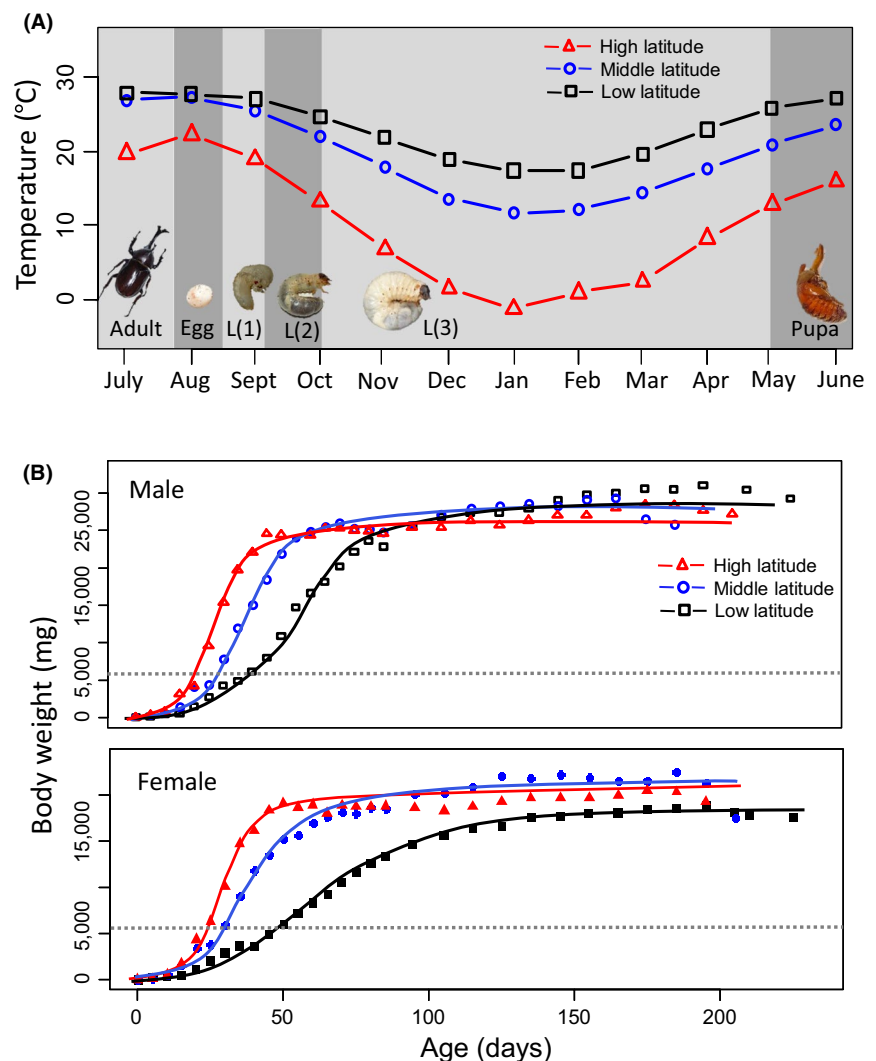 (A)
High latitude
Middle latitude
Low latitude
Temperature (°C)
30
20
10
0
Adult Egg L(1) L(2) L(3) Pupa
July Aug Sept Oct Nov Dec Jan Feb Mar Apr May June
(B)
Male
High latitude
Middle latitude
Low latitude
25,000
15,000
5,000
0
Body weight (mg)
Female
15,000
5,000
0
0 50 100 150 200
Age (days)